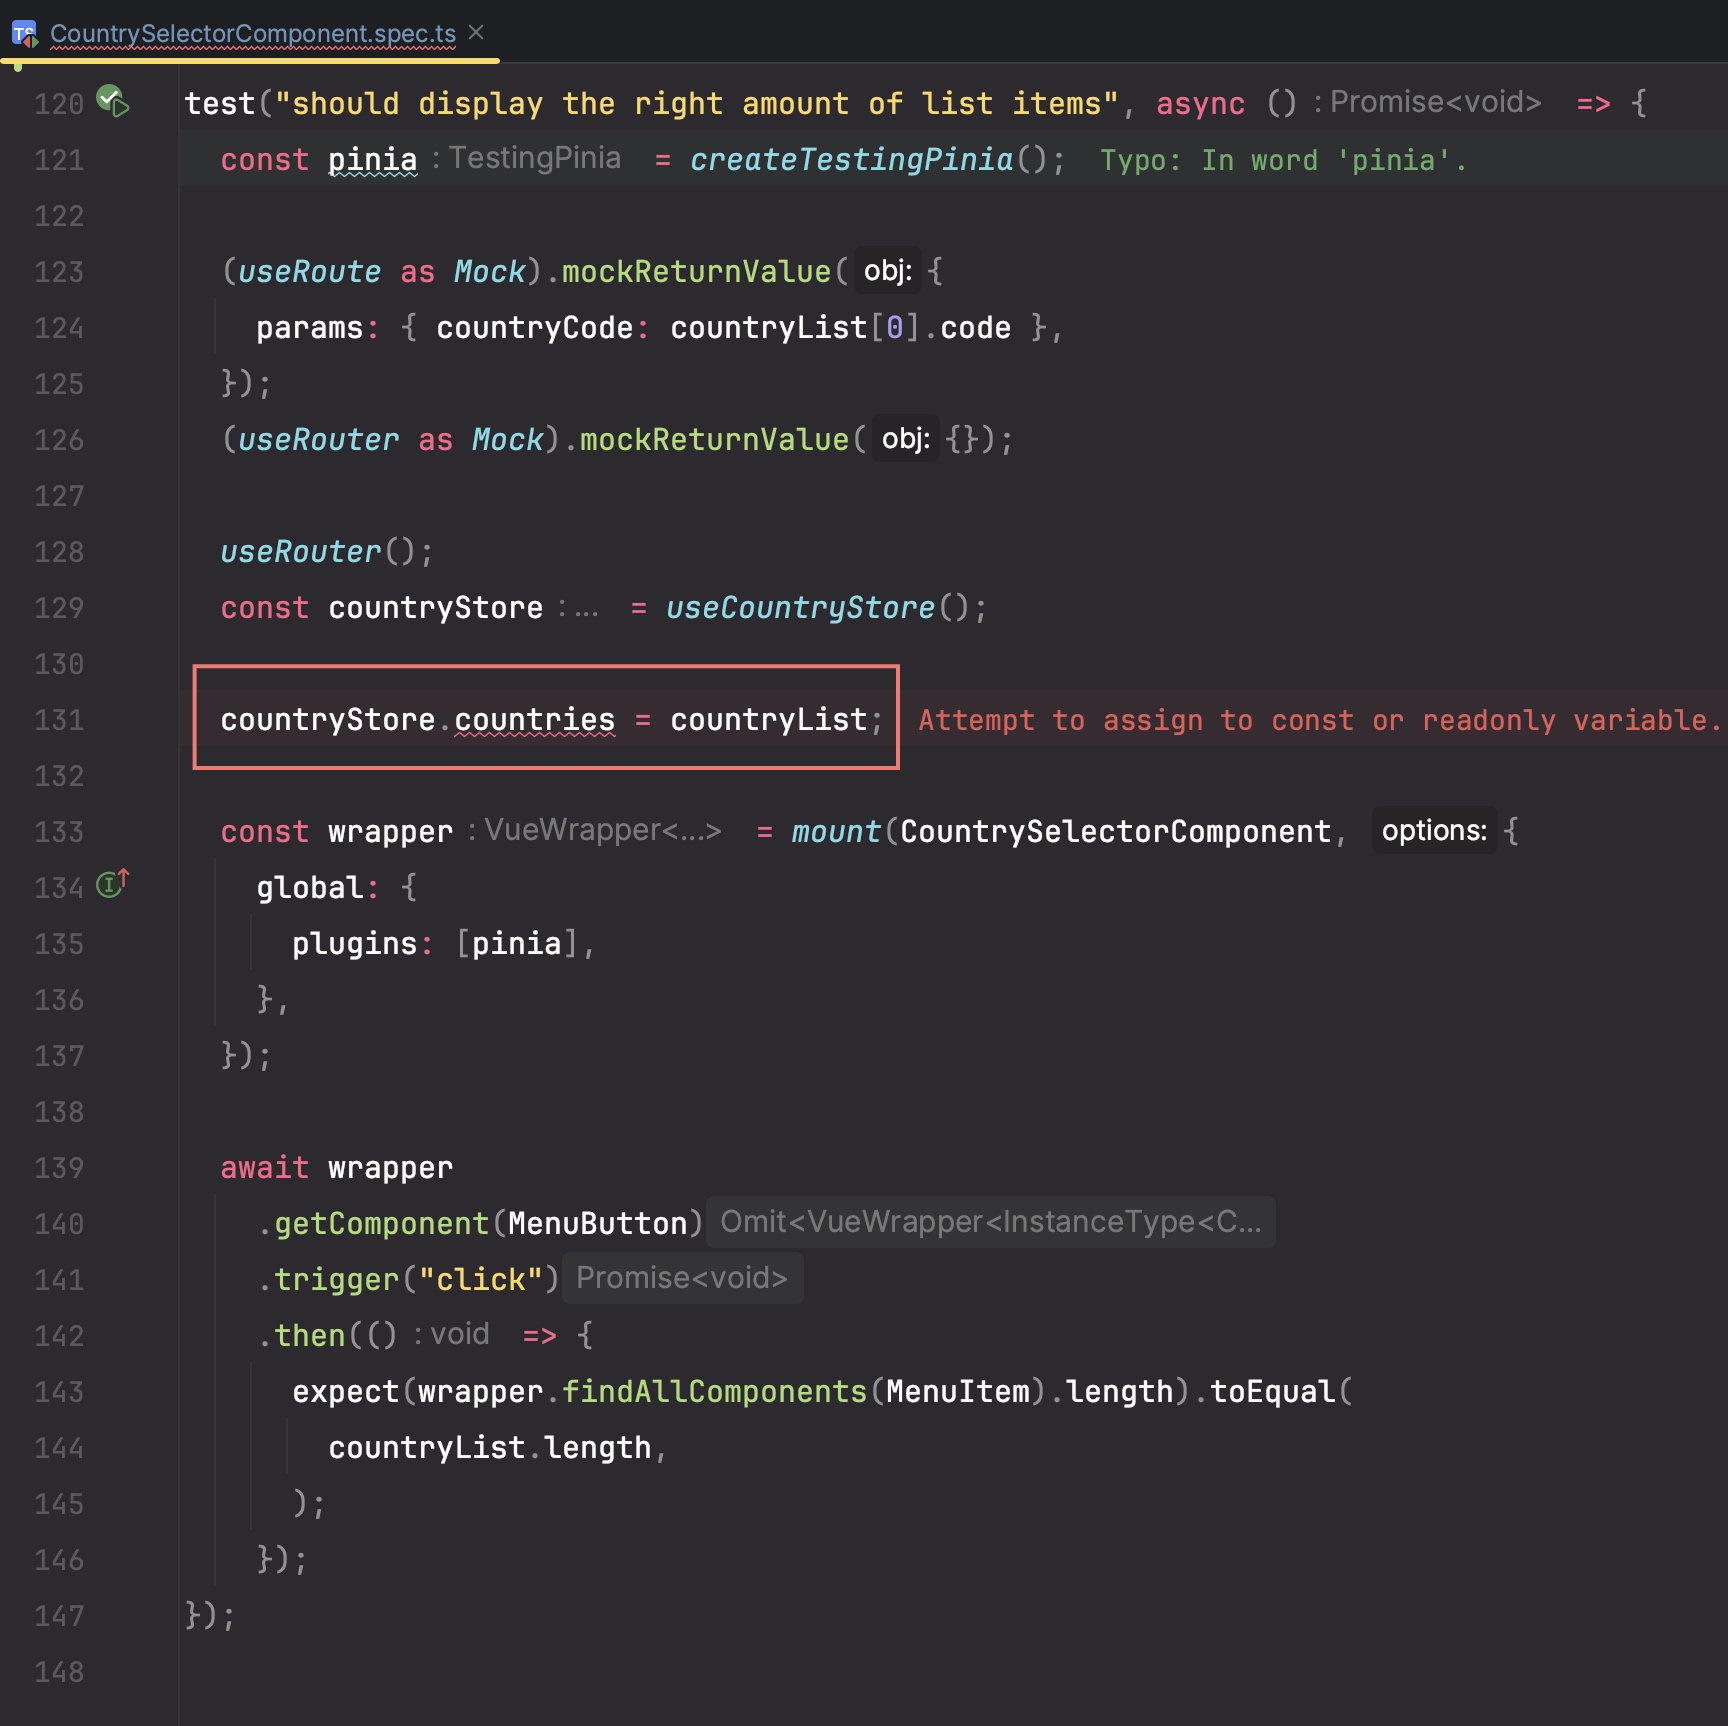 CountrySelectorComponent.spec.ts
120 test("should display the right amount of list items", async () : Promise<void> => {
121 const pinia : TestingPinia = createTestingPinia(); Typo: In word 'pinia'.
122
123 (useRoute as Mock).mockReturnValue( obj: {
124 params: { countryCode: countryList[0].code },
125 });
126 (useRouter as Mock).mockReturnValue( obj: {});
127
128 useRouter();
129 const countryStore : ... = useCountryStore();
130
131 countryStore.countries = countryList; Attempt to assign to const or readonly variable.
132
133 const wrapper : VueWrapper<...> = mount(CountrySelectorComponent, options: {
134 global: {
135 plugins: [pinia],
136 },
137 });
138
139 await wrapper
140 .getComponent(MenuButton) Omit<VueWrapper<InstanceType<C...
141 .trigger("click") Promise<void>
142 .then(() : void => {
143 expect(wrapper.findAllComponents(MenuItem).length).toEqual(
144 countryList.length,
145 );
146 });
147 });
148